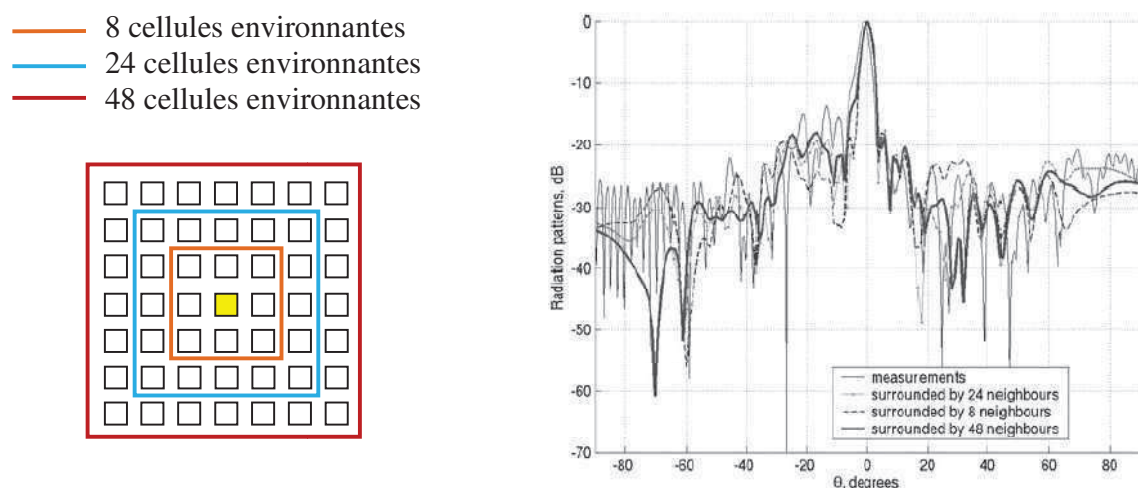 8 cellules environnantes
24 cellules environnantes
48 cellules environnantes
0
-10
-20
-30
-40
-50
-60
-70
Radiation patterns, dB
measurements
surrounded by 24 neighbours
surrounded by 8 neighbours
surrounded by 48 neighbours
-80 -60 -40 -20 0 20 40 60 80
Θ, degrees